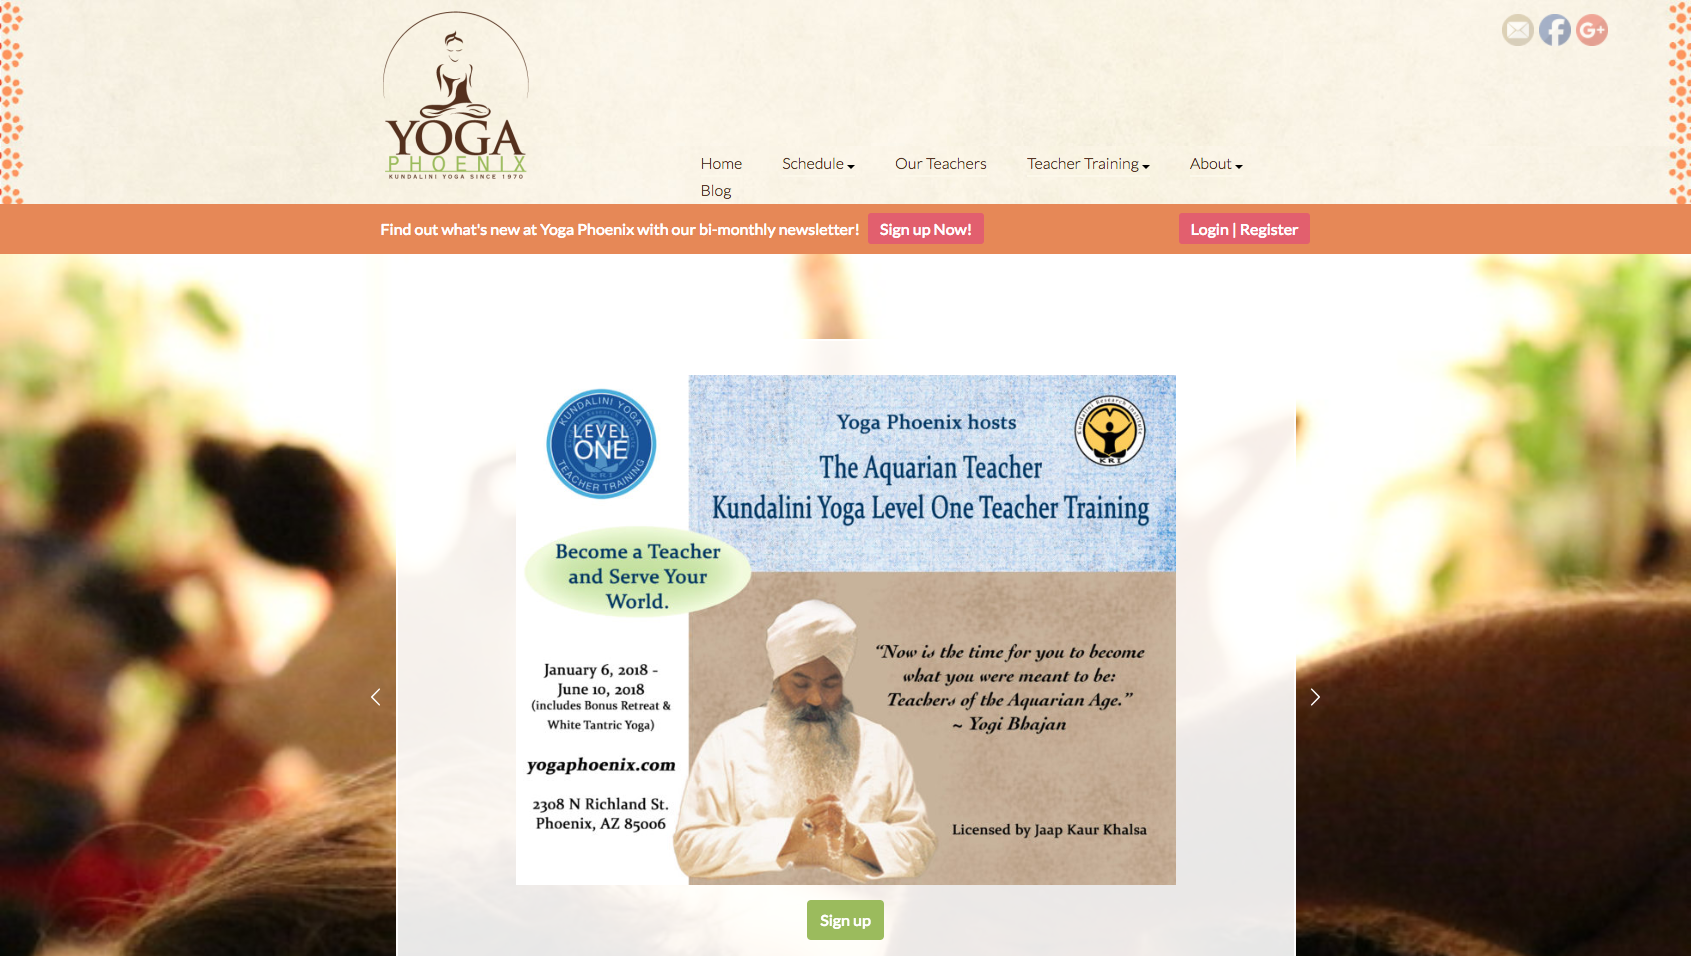 YOGA
PHOENIX
KUNDALINI YOGA SINCE 1970
Home Schedule Our Teachers Teacher Training About
Blog
Find out what's new at Yoga Phoenix with our bi-monthly newsletter! Sign up Now! Login | Register
KUNDALINI YOGA
LEVEL
ONE
KRI
TEACHER TRAINING
Yoga Phoenix hosts
Kundalini Research Institute
KRI
The Aquarian Teacher
Kundalini Yoga Level One Teacher Training
Become a Teacher
and Serve Your
World.
January 6, 2018 -
June 10, 2018
(includes Bonus Retreat &
White Tantric Yoga)
yogaphoenix.com
2308 N Richland St.
Phoenix, AZ 85006
“Now is the time for you to become
what you were meant to be:
Teachers of the Aquarian Age.”
~ Yogi Bhajan
Licensed by Jaap Kaur Khalsa
Sign up